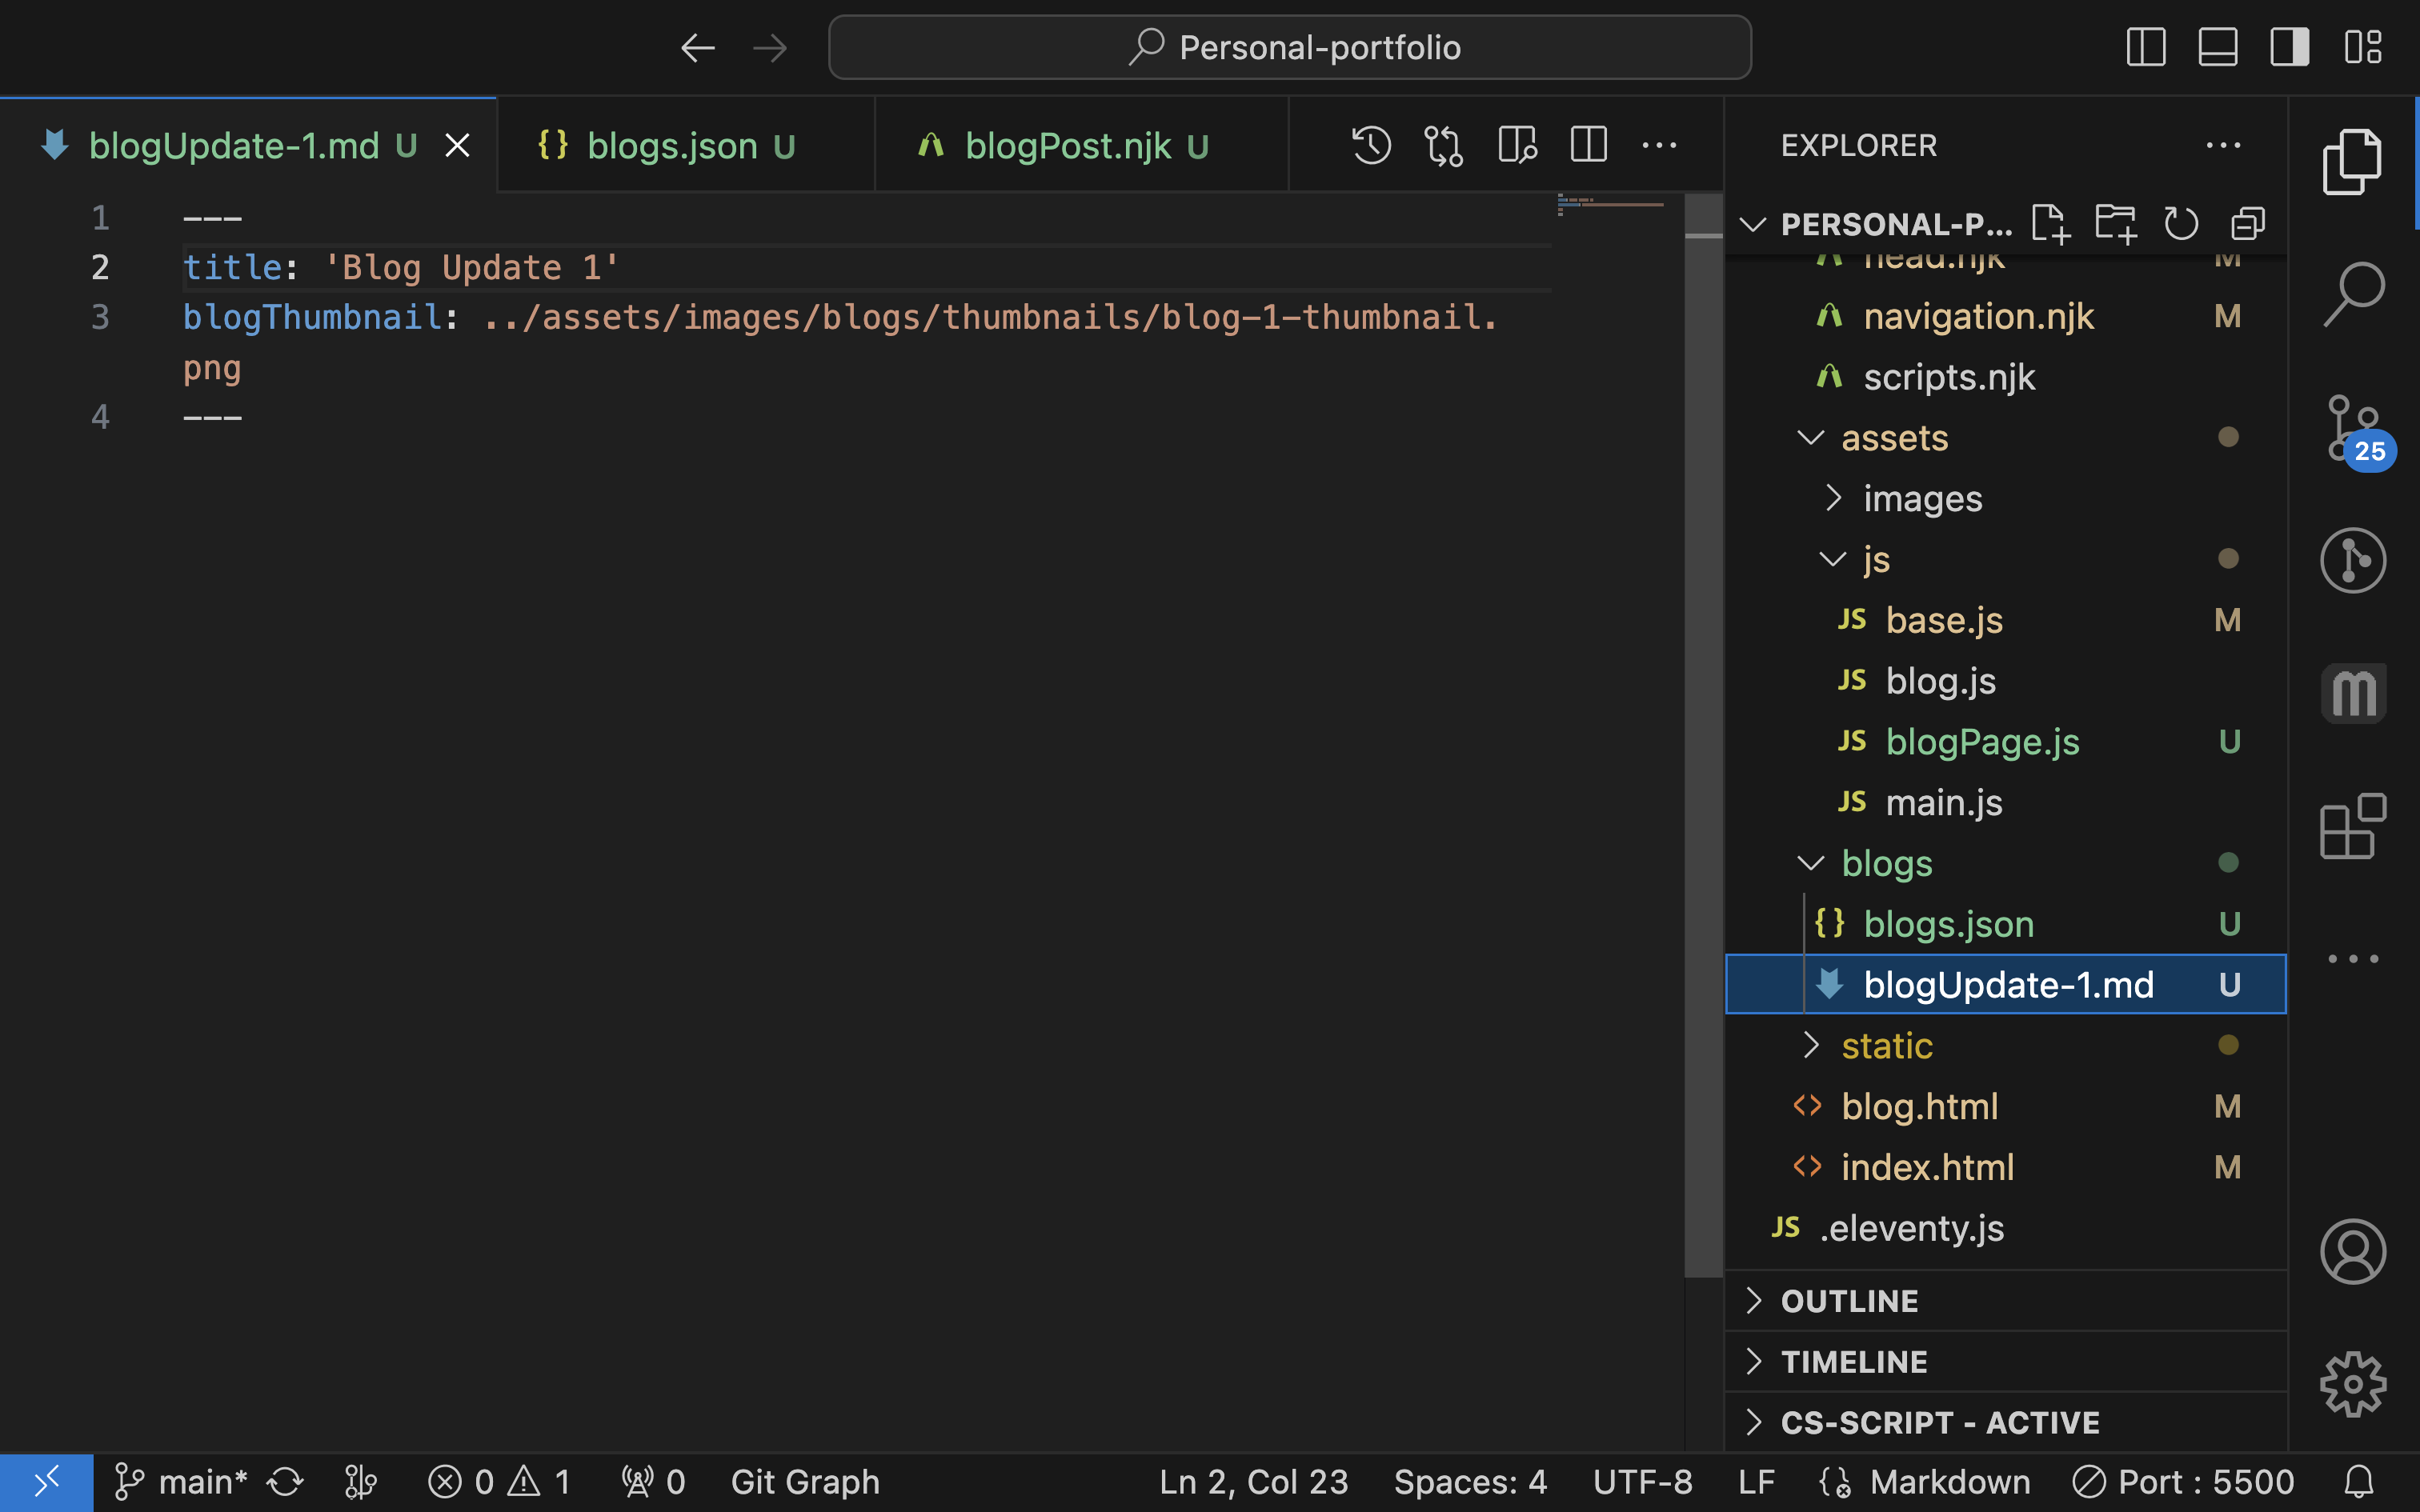 Personal-portfolio
blogUpdate-1.md U
{} blogs.json U
blogPost.njk U
EXPLORER
1 ---
2 title: 'Blog Update 1'
3 blogThumbnail: ../assets/images/blogs/thumbnails/blog-1-thumbnail.
png
4 ---
PERSONAL-P...
head.njk M
navigation.njk M
scripts.njk
assets
images
js
JS base.js M
JS blog.js
JS blogPage.js U
JS main.js
blogs
{} blogs.json U
blogUpdate-1.md U
static
<> blog.html M
<> index.html M
JS .eleventy.js
OUTLINE
TIMELINE
CS-SCRIPT - ACTIVE
25
m
main* 0 1 0 Git Graph Ln 2, Col 23 Spaces: 4 UTF-8 LF Markdown Port : 5500